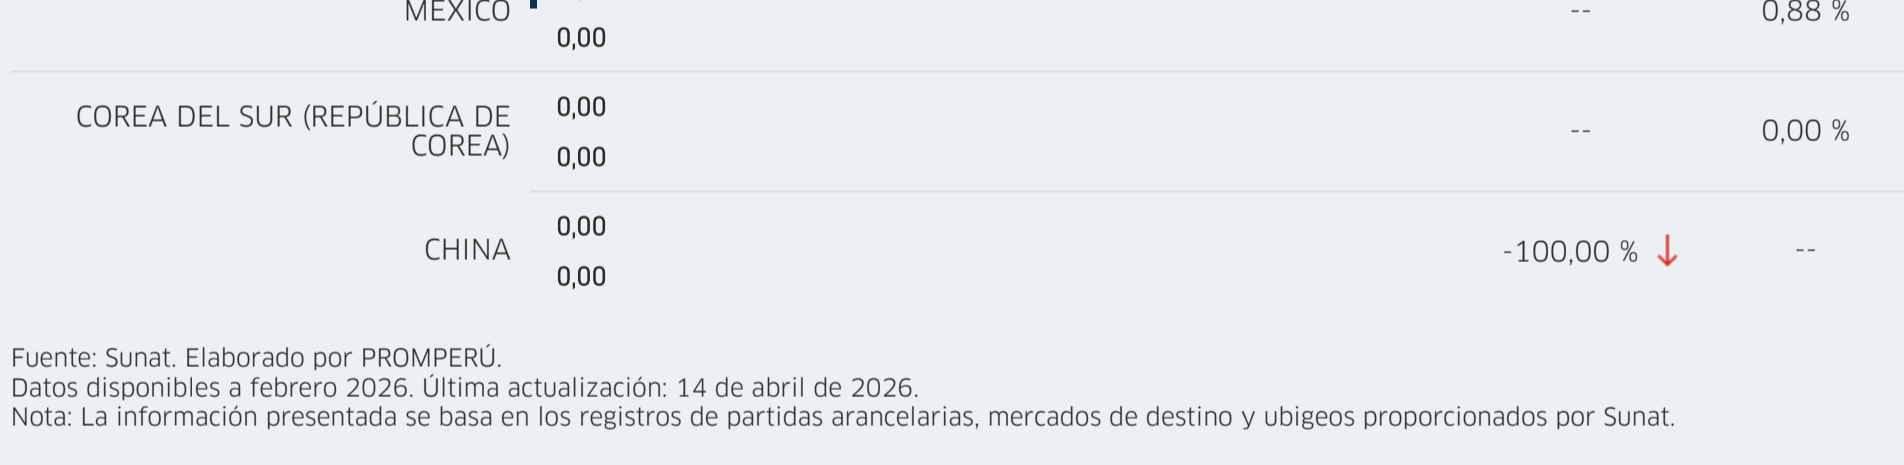 MÉXICO
0,00
--
0,88 %
COREA DEL SUR (REPÚBLICA DE
COREA)
0,00
0,00
--
0,00 %
CHINA
0,00
0,00
-100,00 % ↓
--
Fuente: Sunat. Elaborado por PROMPERÚ.
Datos disponibles a febrero 2026. Última actualización: 14 de abril de 2026.
Nota: La información presentada se basa en los registros de partidas arancelarias, mercados de destino y ubigeos proporcionados por Sunat.